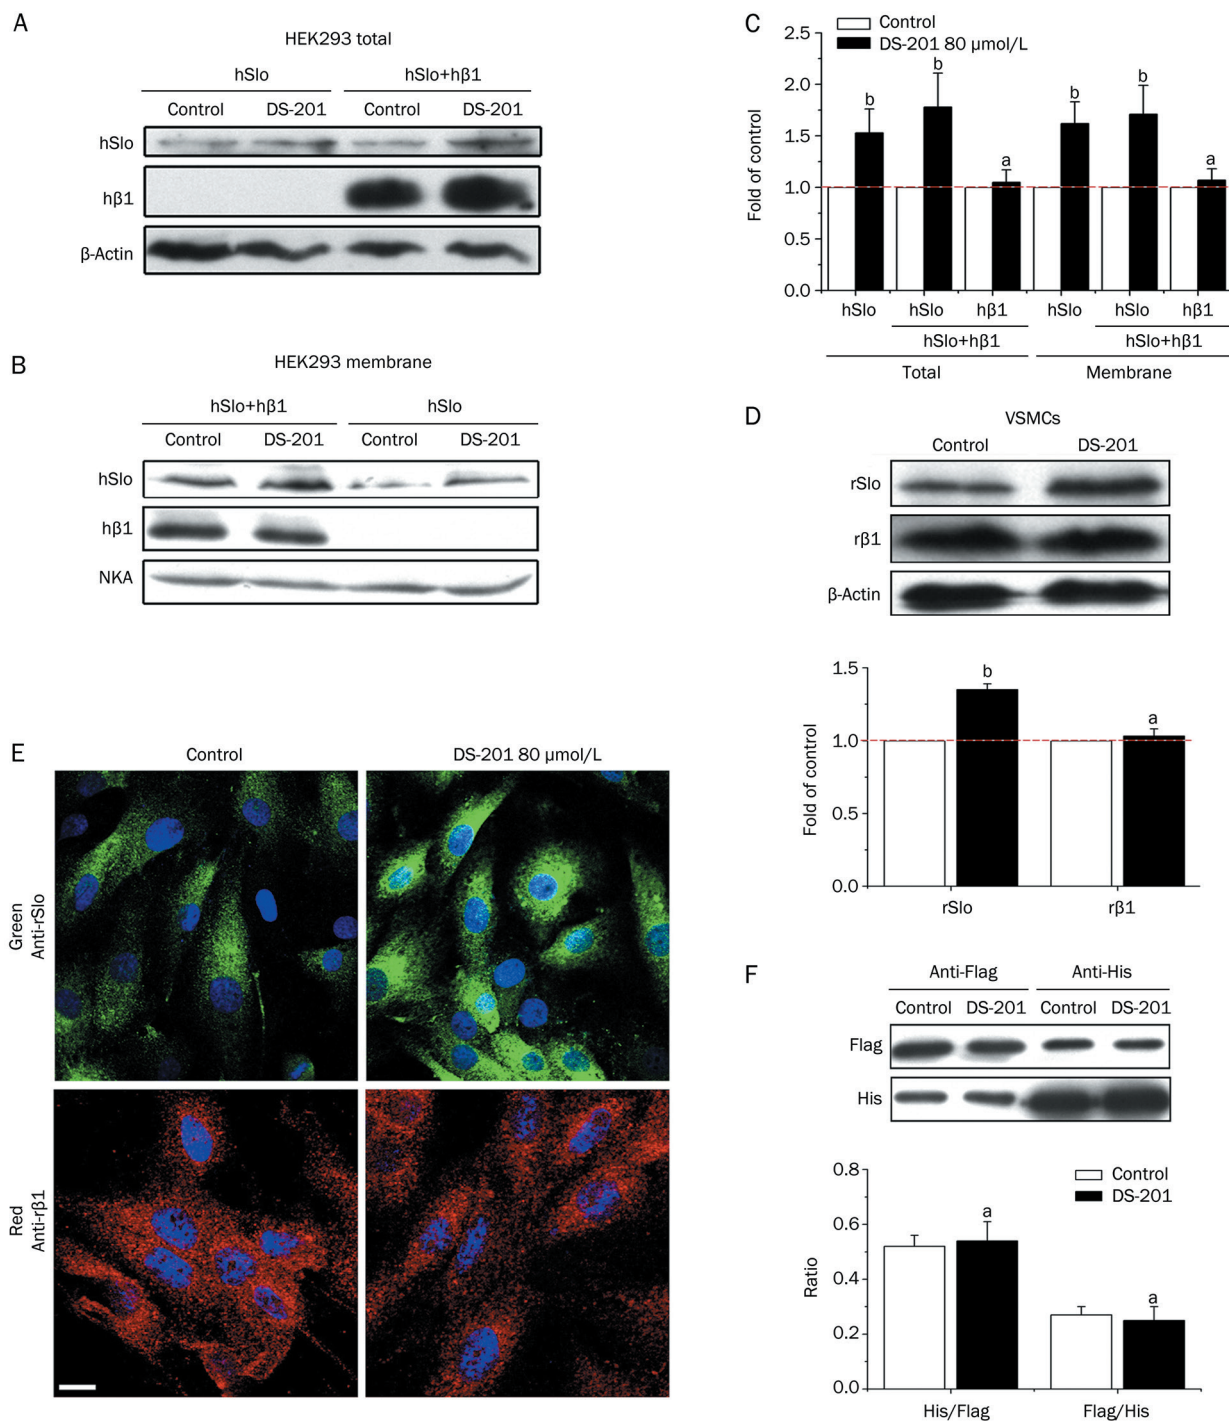 A
HEK293 total
hSlo hSlo+hβ1
Control DS-201 Control DS-201
hSlo
hβ1
β-Actin
B
HEK293 membrane
hSlo+hβ1 hSlo
Control DS-201 Control DS-201
hSlo
hβ1
NKA
C
Control
DS-201 80 μmol/L
Fold of control
2.5
2.0
1.5
1.0
0.5
0.0
b b a b b a
hSlo hSlo hβ1 hSlo hSlo hβ1
hSlo+hβ1 hSlo+hβ1
Total Membrane
D
VSMCs
Control DS-201
rSlo
rβ1
β-Actin
Fold of control
1.5
1.0
0.5
0.0
b a
rSlo rβ1
E
Control DS-201 80 μmol/L
Green
Anti-rSlo
Red
Anti-rβ1
F
Anti-Flag Anti-His
Control DS-201 Control DS-201
Flag
His
Control
DS-201
Ratio
0.8
0.6
0.4
0.2
0.0
a a
His/Flag Flag/His